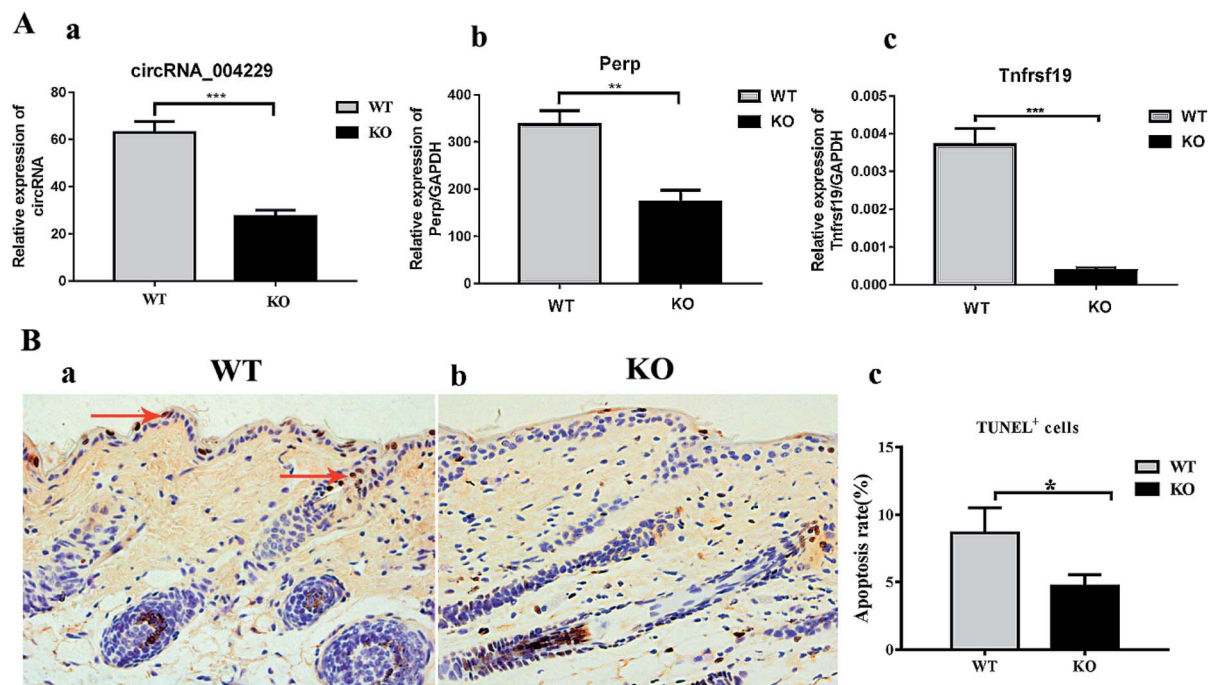 A
a
circRNA_004229
***
WT
KO
Relative expression of
circRNA
80
60
40
20
0
WT
KO
b
Perp
**
WT
KO
Relative expression of
Perp/GAPDH
400
300
200
100
0
WT
KO
c
Tnfrsf19
***
WT
KO
Relative expression of
Tnfrsf19/GAPDH
0.005
0.004
0.003
0.002
0.001
0.000
WT
KO
B
a
WT
b
KO
c
TUNEL⁺ cells
*
WT
KO
Apoptosis rate(%)
15
10
5
0
WT
KO